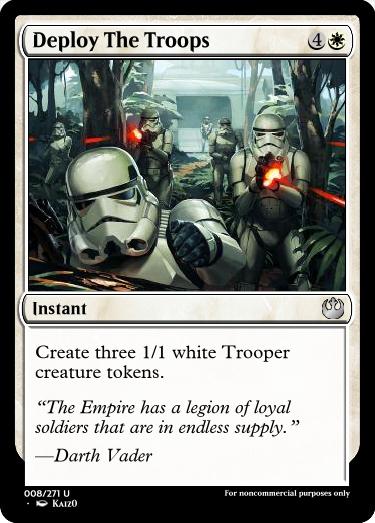 Deploy The Troops
4
Instant
Create three 1/1 white Trooper
creature tokens.
“The Empire has a legion of loyal
soldiers that are in endless supply.”
—Darth Vader
008/271 U
For noncommercial purposes only
· Kaiz0